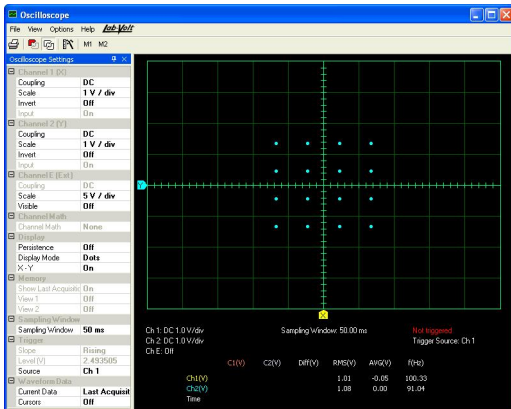 Oscilloscope
File View Options Help Lab-Volt
M1 M2
Oscilloscope Settings
Channel 1 (X)
Coupling DC
Scale 1 V / div
Invert Off
Input On
Channel 2 (Y)
Coupling DC
Scale 1 V / div
Invert Off
Input On
Channel E (Ext)
Coupling DC
Scale 5 V / div
Visible Off
Channel Math
Channel Math None
Display
Persistence Off
Display Mode Dots
X - Y On
Memory
Show Last Acquisitic On
View 1 Off
View 2 Off
Sampling Window
Sampling Window 50 ms
Trigger
Slope Rising
Level (V) 2.493505
Source Ch 1
Waveform Data
Current Data Last Acquisit
Cursors Off
Y
X
Ch 1: DC 1.0 V/div Sampling Window: 50.00 ms Not triggered
Ch 2: DC 1.0 V/div Trigger Source: Ch 1
Ch E: Off
C1(V) C2(V) Diff(V) RMS(V) AVG(V) f(Hz)
Ch1(V) 1.01 -0.05 100.33
Ch2(V) 1.08 0.00 91.04
Time